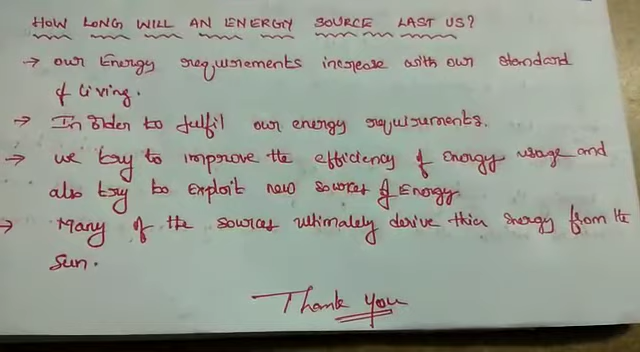 HOW LONG WILL AN ENERGY SOURCE LAST US?
→ our Energy requirements increase with our standard
of living.
→ In order to fulfil our energy requirements.
→ we try to improve the efficiency of energy usage and
also try to exploit new sources of Energy
→ Many of the sources ultimately derive their energy from the
Sun.
Thank you